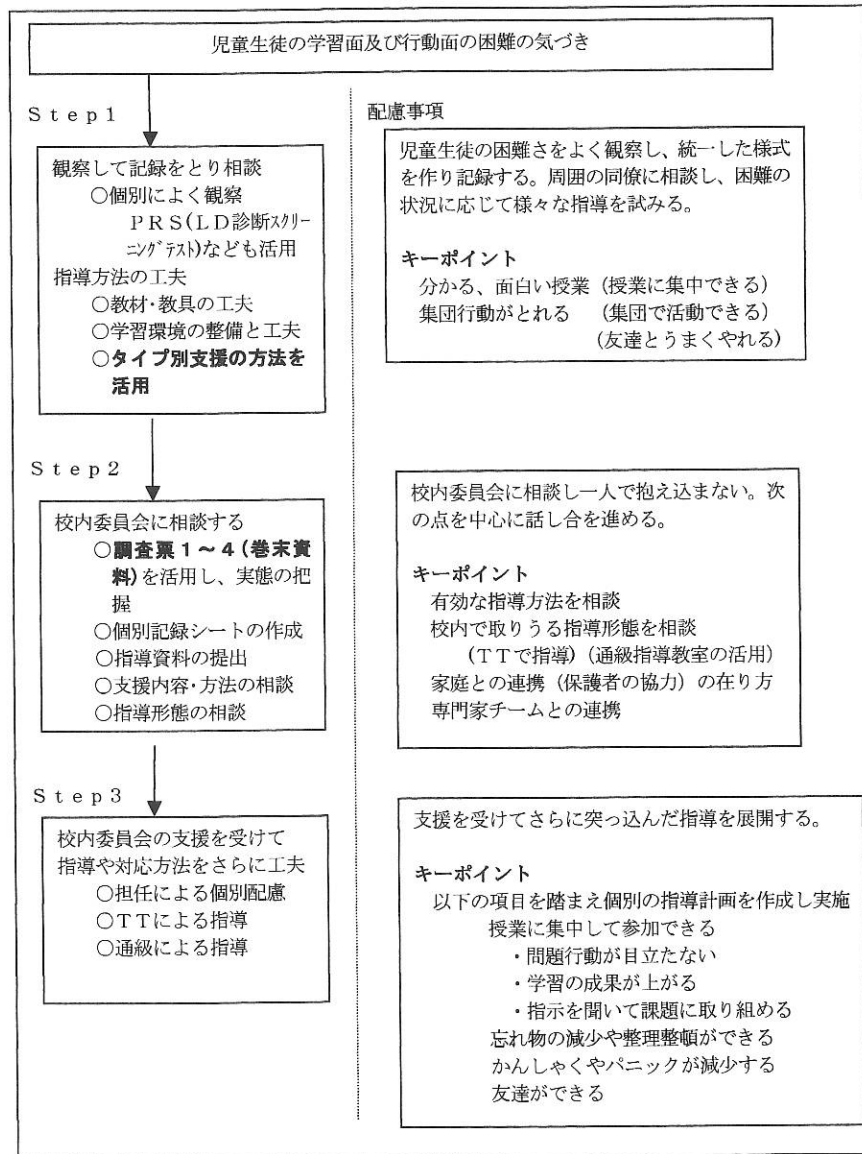 児童生徒の学習面及び行動面の困難の気づき
Step1
観察して記録をとり相談
○個別によく観察
PRS(LD診断スクリー
ニングテスト)なども活用
指導方法の工夫
○教材・教具の工夫
○学習環境の整備と工夫
○タイプ別支援の方法を
活用
配慮事項
児童生徒の困難さをよく観察し、統一した様式
を作り記録する。周囲の同僚に相談し、困難の
状況に応じて様々な指導を試みる。
キーポイント
分かる、面白い授業(授業に集中できる)
集団行動がとれる (集団で活動できる)
(友達とうまくやれる)
Step2
校内委員会に相談する
○調査票1~4(巻末資
料)を活用し、実態の把
握
○個別記録シートの作成
○指導資料の提出
○支援内容・方法の相談
○指導形態の相談
校内委員会に相談し一人で抱え込まない。次
の点を中心に話し合を進める。
キーポイント
有効な指導方法を相談
校内で取りうる指導形態を相談
(TTで指導)(通級指導教室の活用)
家庭との連携(保護者の協力)の在り方
専門家チームとの連携
Step3
校内委員会の支援を受けて
指導や対応方法をさらに工夫
○担任による個別配慮
○TTによる指導
○通級による指導
支援を受けてさらに突っ込んだ指導を展開する。
キーポイント
以下の項目を踏まえ個別の指導計画を作成し実施
授業に集中して参加できる
・問題行動が目立たない
・学習の成果が上がる
・指示を聞いて課題に取り組める
忘れ物の減少や整理整頓ができる
かんしゃくやパニックが減少する
友達ができる